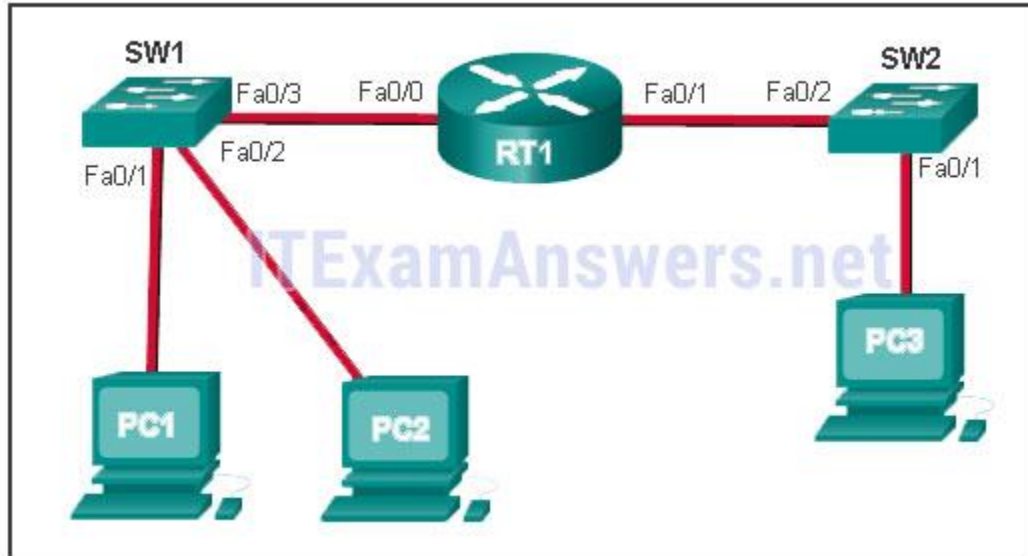 SW1
SW2
Fa0/3
Fa0/0
Fa0/1
Fa0/2
RT1
Fa0/2
Fa0/1
Fa0/1
ITExamAnswers.net
PC3
PC1
PC2